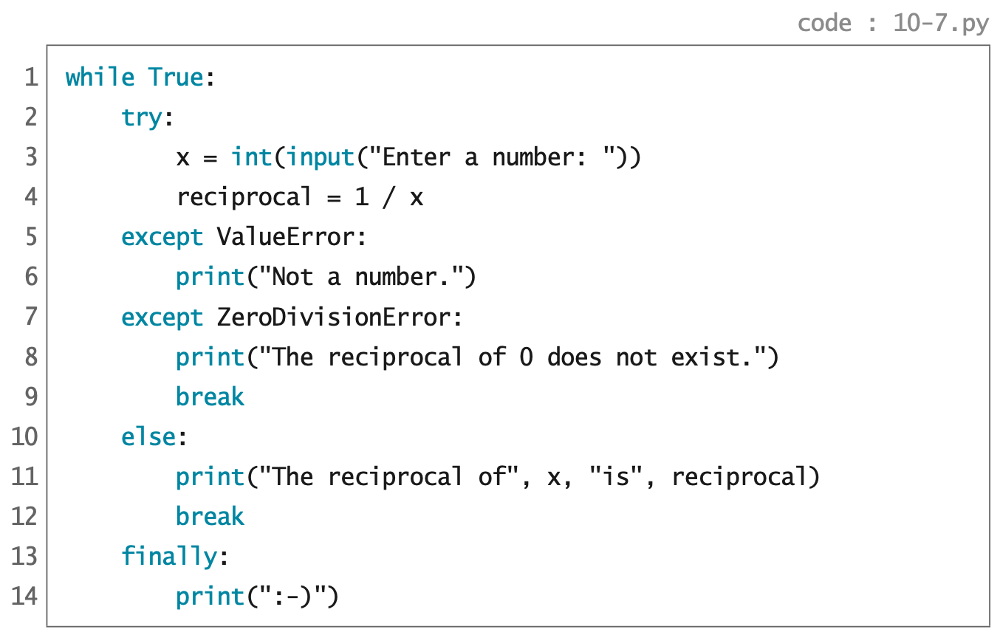 code : 10-7.py
1 while True:
2     try:
3         x = int(input("Enter a number: "))
4         reciprocal = 1 / x
5     except ValueError:
6         print("Not a number.")
7     except ZeroDivisionError:
8         print("The reciprocal of 0 does not exist.")
9         break
10     else:
11         print("The reciprocal of", x, "is", reciprocal)
12         break
13     finally:
14         print(":-)")